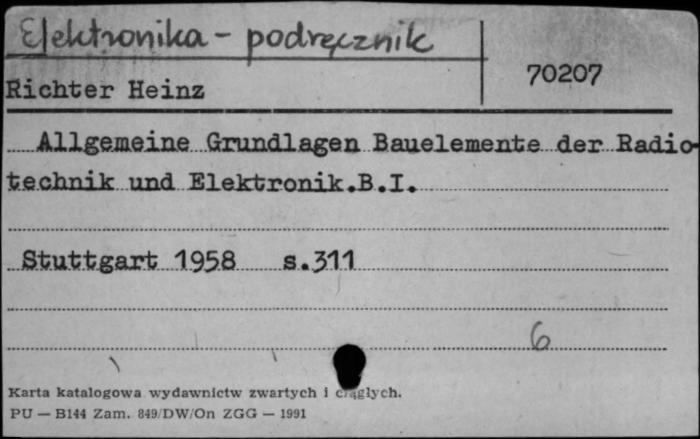 Elektronika - podręcznik
70207
Richter Heinz
Allgemeine Grundlagen Bauelemente der Radio-
technik und Elektronik.B.I.
Stuttgart 1958 s.311
6
Karta katalogowa wydawnictw zwartych i ciągłych.
PU — B144 Zam. 849/DW/On ZGG — 1991